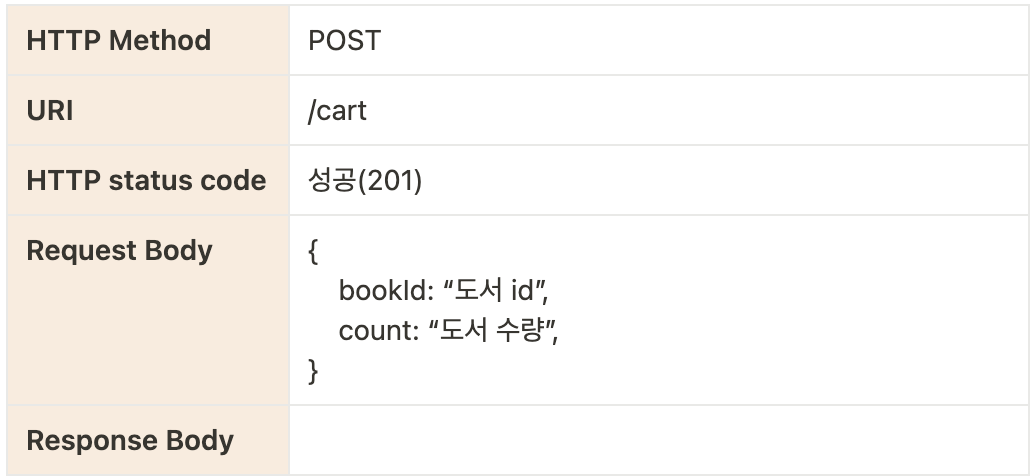 HTTP Method POST
URI /cart
HTTP status code 성공(201)
Request Body {
bookId: “도서 id”,
count: “도서 수량”,
}
Response Body